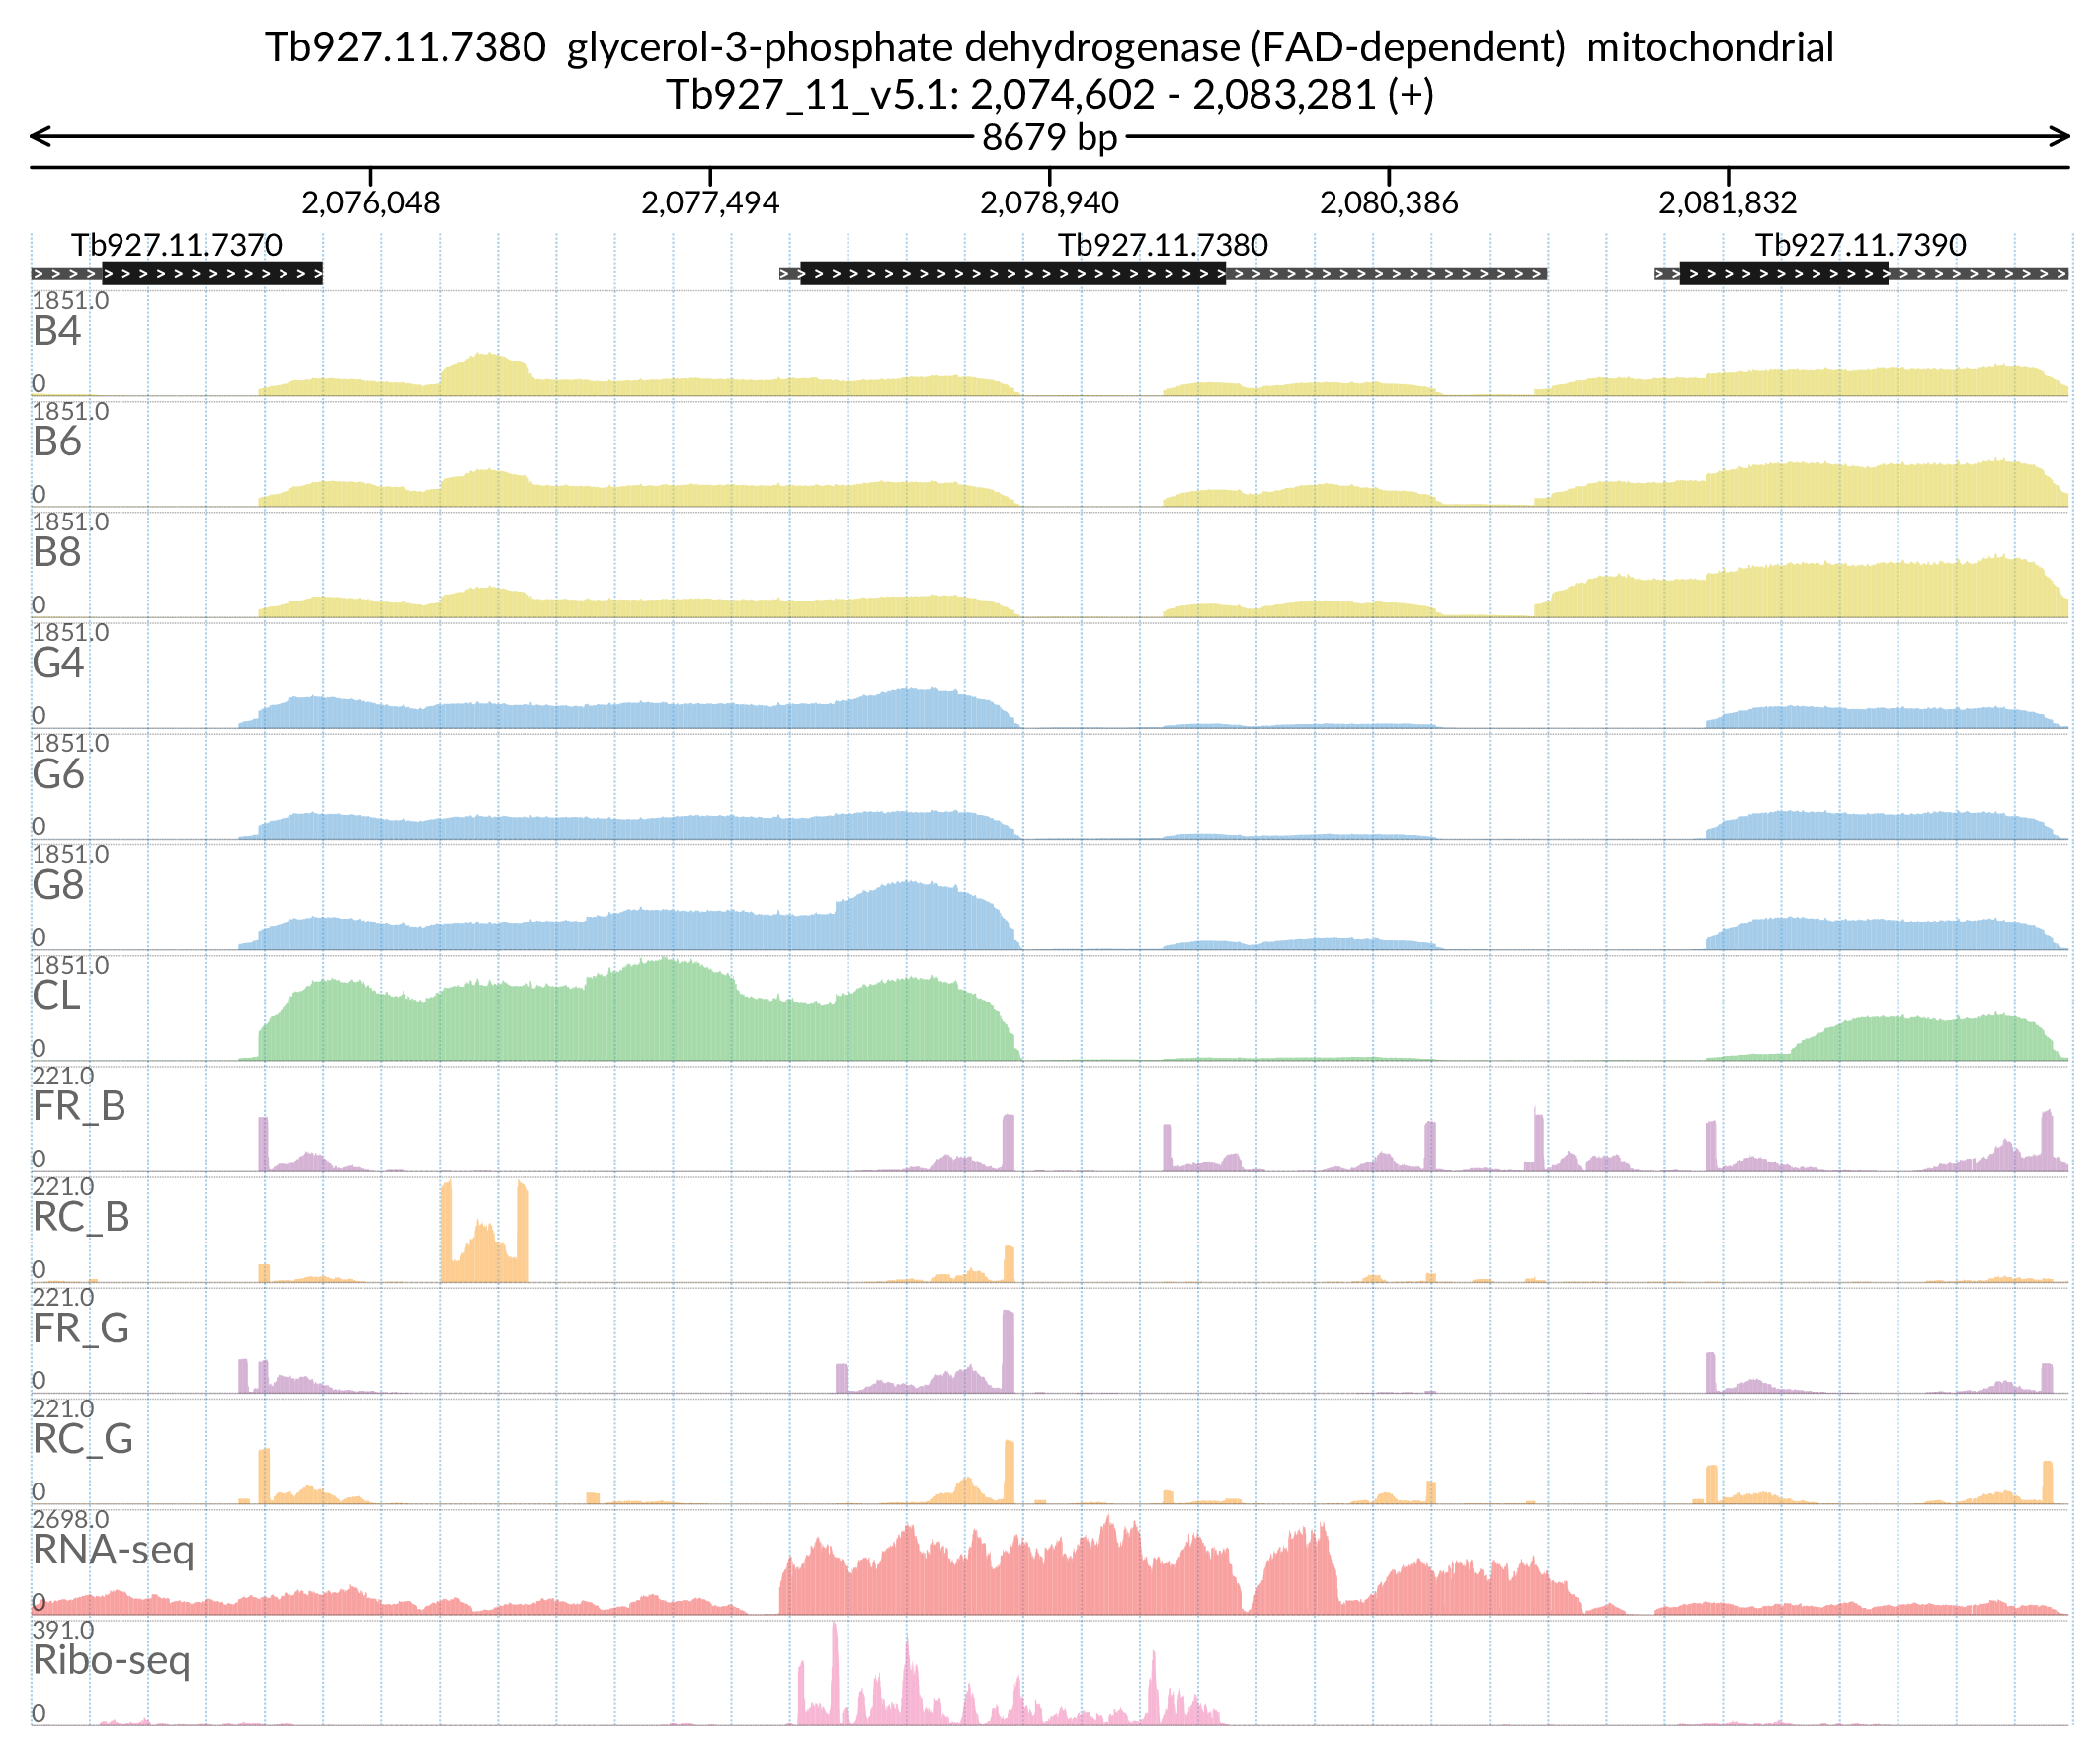 Tb927.11.7380 glycerol-3-phosphate dehydrogenase (FAD-dependent) mitochondrial
Tb927_11_v5.1: 2,074,602 - 2,083,281 (+)
8679 bp
2,076,048 2,077,494 2,078,940 2,080,386 2,081,832
Tb927.11.7370 Tb927.11.7380 Tb927.11.7390
1851.0
B4
0
1851.0
B6
0
1851.0
B8
0
1851.0
G4
0
1851.0
G6
0
1851.0
G8
0
1851.0
CL
0
221.0
FR_B
0
221.0
RC_B
0
221.0
FR_G
0
221.0
RC_G
0
2698.0
RNA-seq
0
391.0
Ribo-seq
0